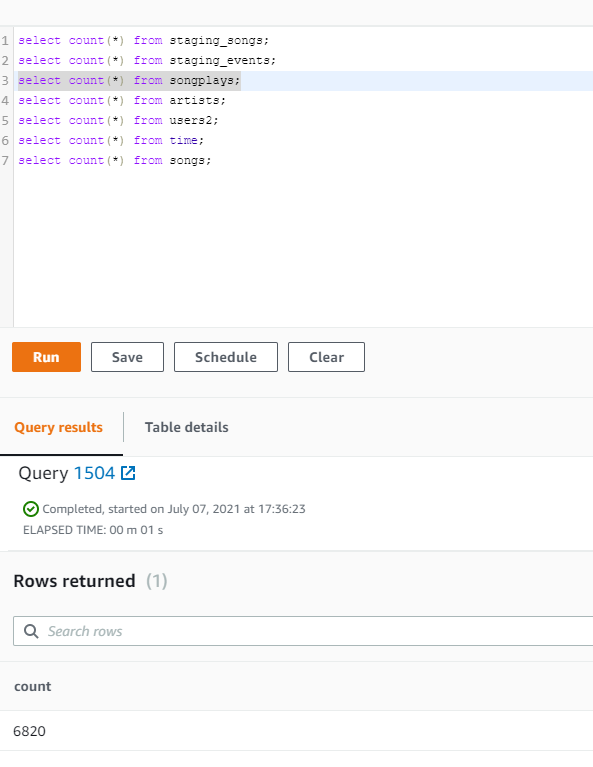 1 select count(*) from staging_songs;
2 select count(*) from staging_events;
3 select count(*) from songplays;
4 select count(*) from artists;
5 select count(*) from users2;
6 select count(*) from time;
7 select count(*) from songs;
Run Save Schedule Clear
Query results Table details
Query 1504
Completed, started on July 07, 2021 at 17:36:23
ELAPSED TIME: 00 m 01 s
Rows returned (1)
Search rows
count
6820